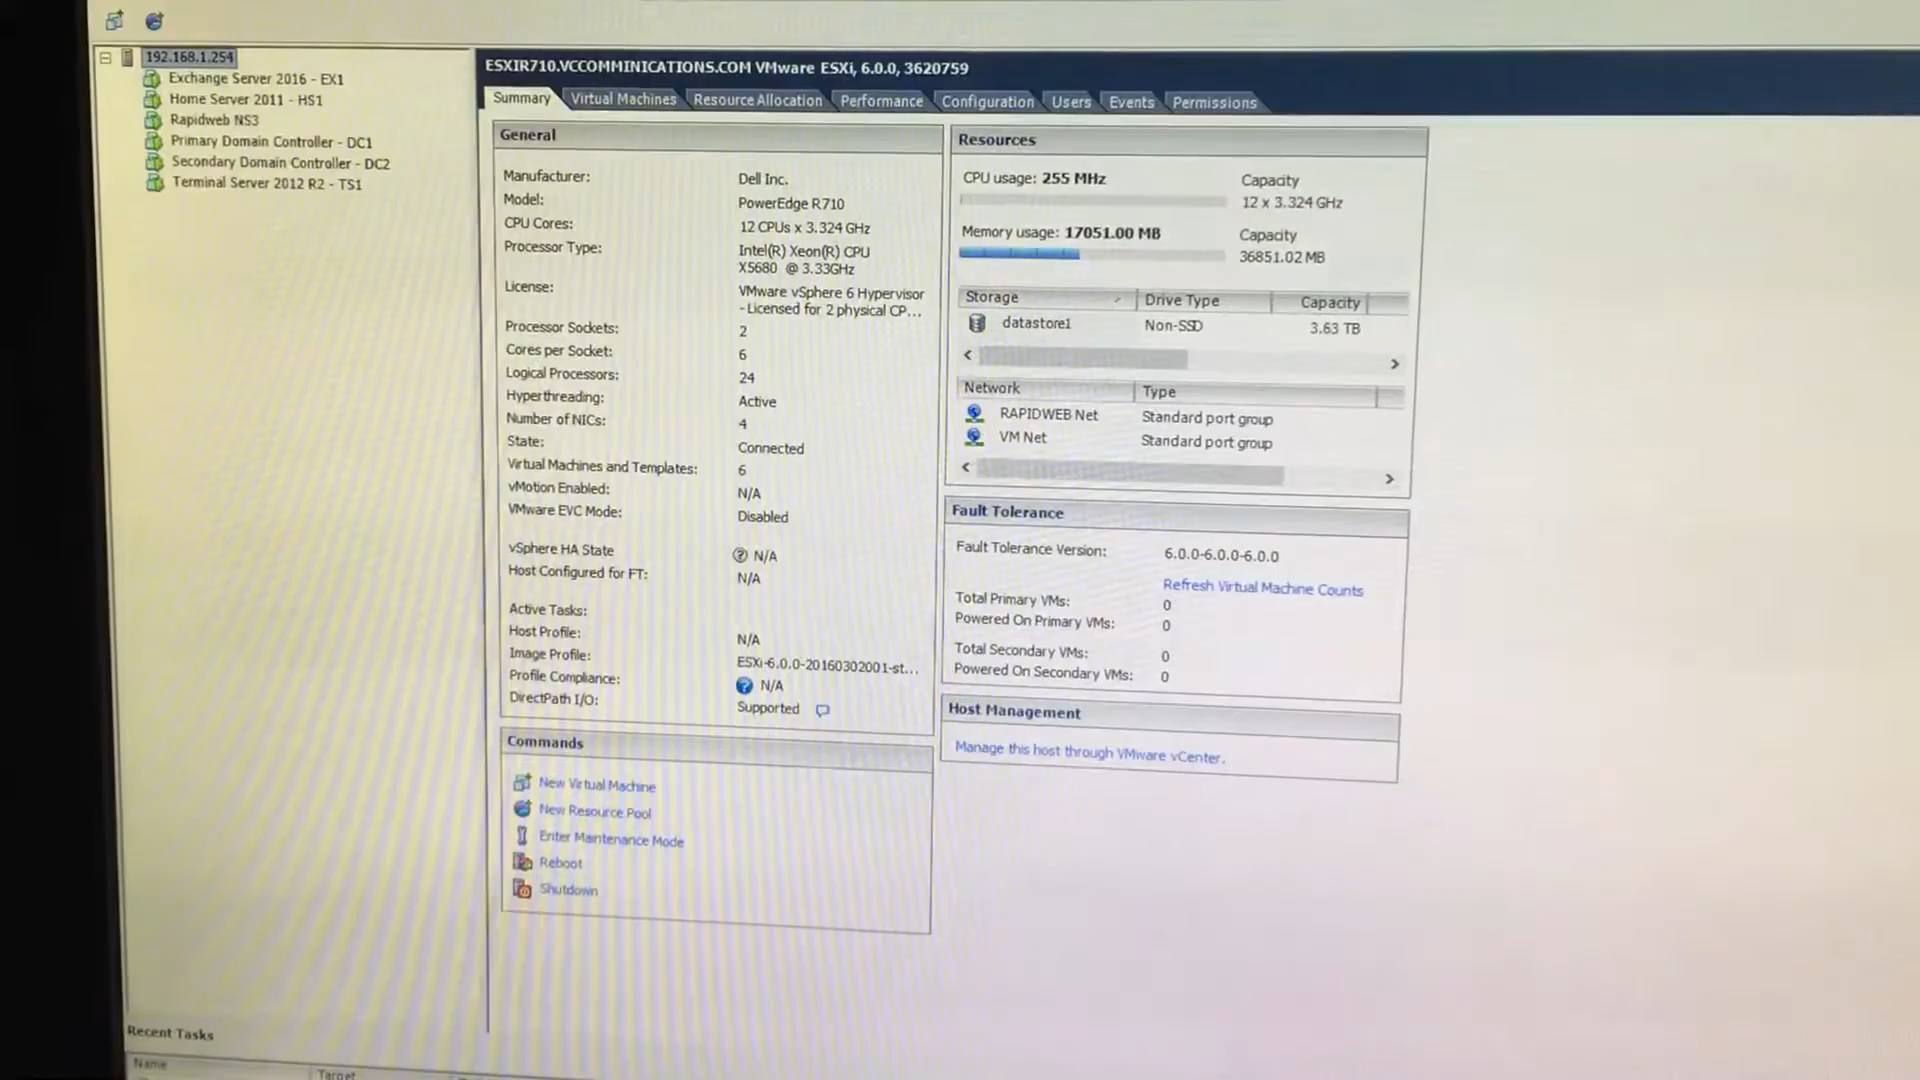 192.168.1.254
Exchange Server 2016 - EX1
Home Server 2011 - HS1
Rapidweb NS3
Primary Domain Controller - DC1
Secondary Domain Controller - DC2
Terminal Server 2012 R2 - TS1
ESXIR710.VCCOMMINICATIONS.COM VMware ESXi, 6.0.0, 3620759
Summary Virtual Machines Resource Allocation Performance Configuration Users Events Permissions
General
Manufacturer: Dell Inc.
Model: PowerEdge R710
CPU Cores: 12 CPUs x 3.324 GHz
Processor Type: Intel(R) Xeon(R) CPU
X5680 @ 3.33GHz
License: VMware vSphere 6 Hypervisor
- Licensed for 2 physical CP...
Processor Sockets: 2
Cores per Socket: 6
Logical Processors: 24
Hyperthreading: Active
Number of NICs: 4
State: Connected
Virtual Machines and Templates: 6
vMotion Enabled: N/A
VMware EVC Mode: Disabled
vSphere HA State N/A
Host Configured for FT: N/A
Active Tasks:
Host Profile: N/A
Image Profile: ESXi-6.0.0-20160302001-st...
Profile Compliance: N/A
DirectPath I/O: Supported
Commands
New Virtual Machine
New Resource Pool
Enter Maintenance Mode
Reboot
Shutdown
Resources
CPU usage: 255 MHz Capacity
12 x 3.324 GHz
Memory usage: 17051.00 MB Capacity
36851.02 MB
Storage Drive Type Capacity
datastore1 Non-SSD 3.63 TB
Network Type
RAPIDWEB Net Standard port group
VM Net Standard port group
Fault Tolerance
Fault Tolerance Version: 6.0.0-6.0.0-6.0.0
Refresh Virtual Machine Counts
Total Primary VMs: 0
Powered On Primary VMs: 0
Total Secondary VMs: 0
Powered On Secondary VMs: 0
Host Management
Manage this host through VMware vCenter.
Recent Tasks
Name Target